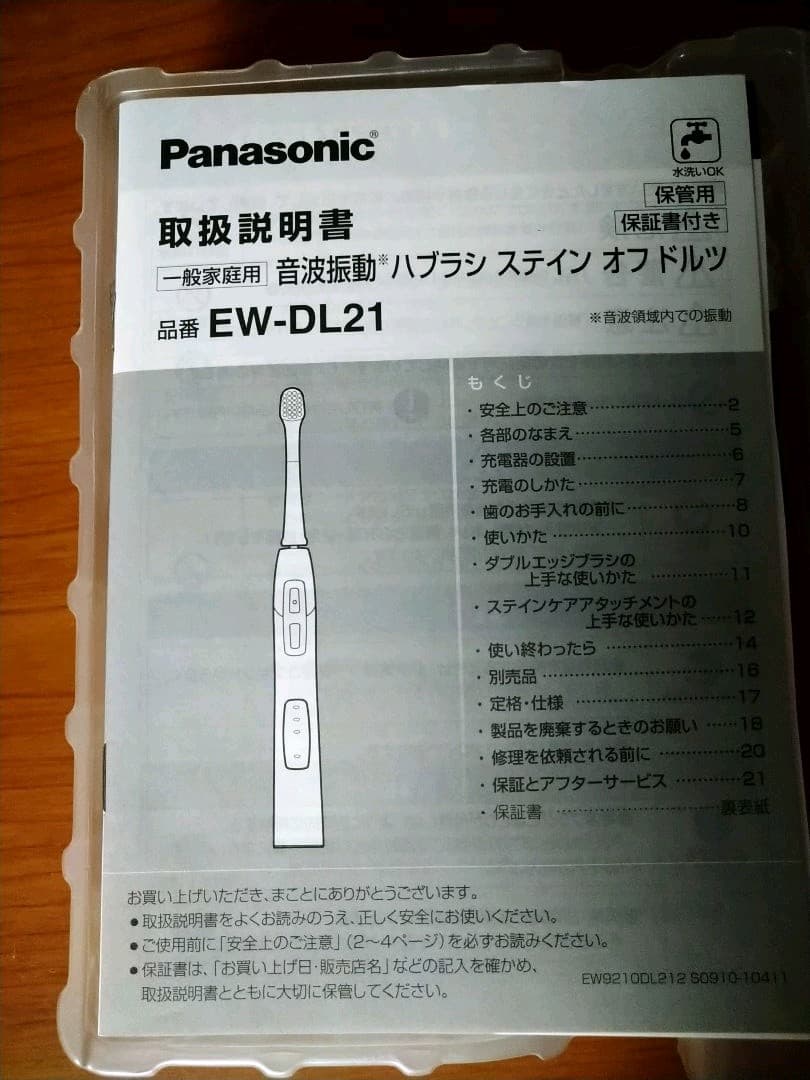 Panasonic®
水洗いOK
保管用
取扱説明書
保証書付き
一般家庭用 音波振動※ハブラシ ステイン オフ ドルツ
品番 EW-DL21
※音波領域内での振動
もくじ
・安全上のご注意……………………2
・各部のなまえ……………………5
・充電器の設置……………………6
・充電のしかた……………………7
・歯のお手入れの前に……………8
・使いかた……………………10
・ダブルエッジブラシの
上手な使いかた……………11
・ステインケアアタッチメントの
上手な使いかた……12
・使い終わったら………………14
・別売品……………………16
・定格・仕様……………………17
・製品を廃棄するときのお願い……18
・修理を依頼される前に…………20
・保証とアフターサービス…………21
・保証書……………………裏表紙
お買い上げいただき、まことにありがとうございます。
●取扱説明書をよくお読みのうえ、正しく安全にお使いください。
●ご使用前に「安全上のご注意」(2〜4ページ)を必ずお読みください。
●保証書は、「お買い上げ日・販売店名」などの記入を確かめ、
取扱説明書とともに大切に保管してください。
EW9210DL212 S0910-10411